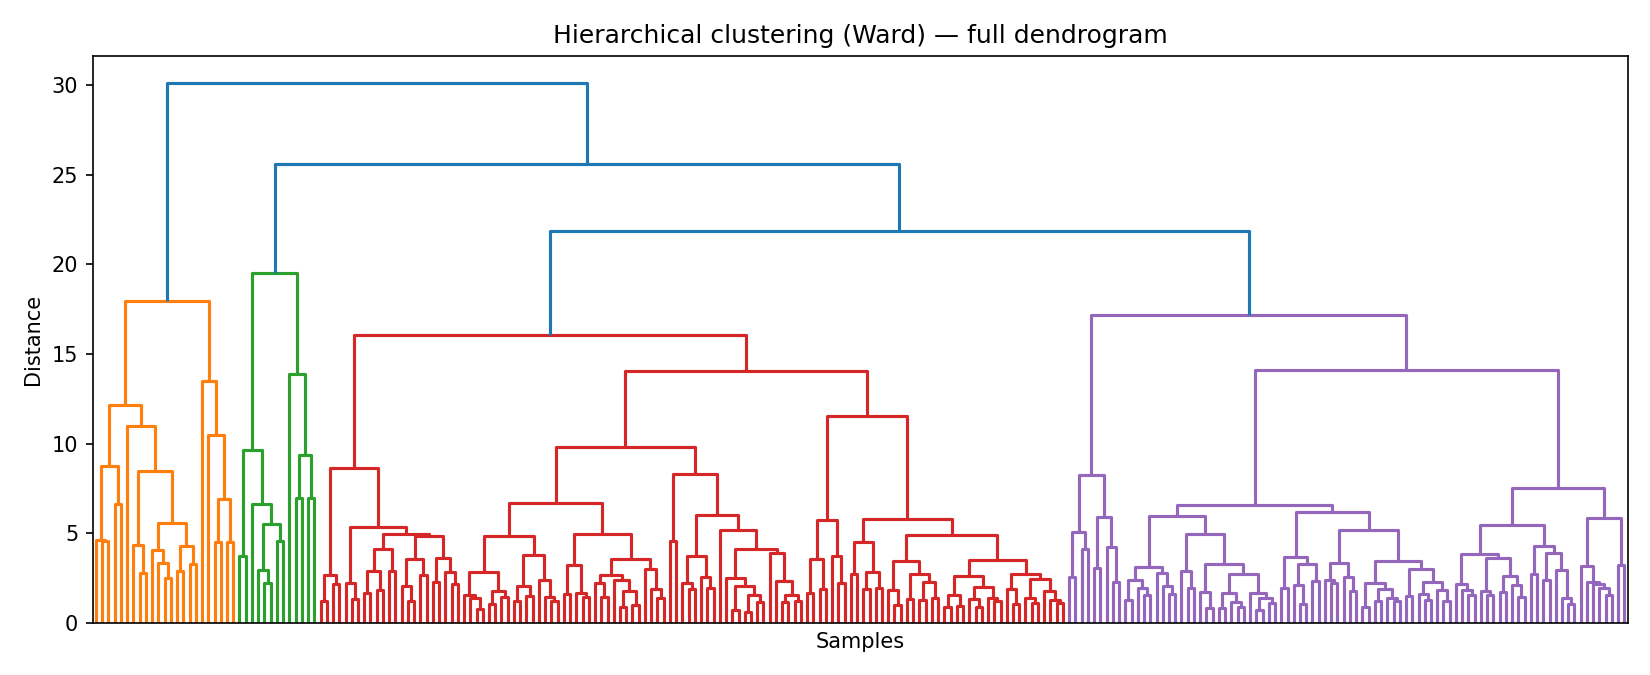 Hierarchical clustering (Ward) — full dendrogram
30
25
20
15
10
5
0
Distance
Samples